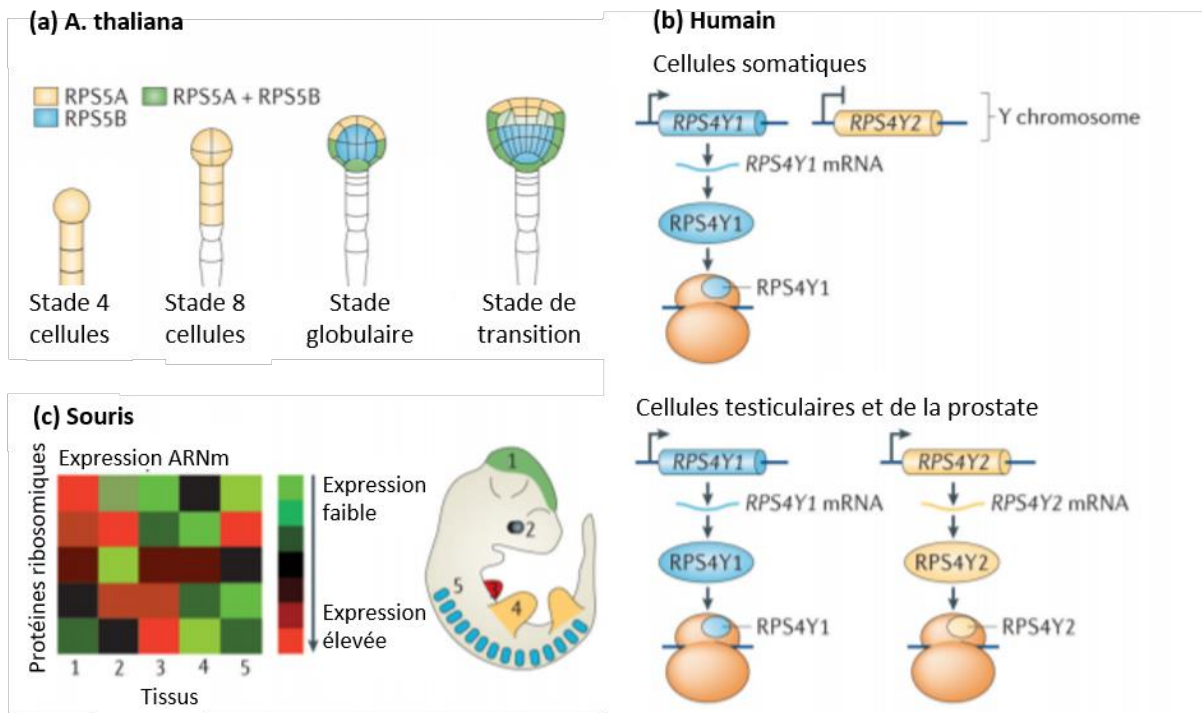 (a) A. thaliana
RPS5A
RPS5A + RPS5B
RPS5B
Stade 4
cellules
Stade 8
cellules
Stade
globulaire
Stade de
transition
(b) Humain
Cellules somatiques
RPS4Y1
RPS4Y2
Y chromosome
RPS4Y1 mRNA
RPS4Y1
RPS4Y1
Cellules testiculaires et de la prostate
RPS4Y1
RPS4Y2
RPS4Y1 mRNA
RPS4Y2 mRNA
RPS4Y1
RPS4Y2
RPS4Y1
RPS4Y2
(c) Souris
Protéines ribosomiques
Expression ARNm
Expression
faible
Expression
élevée
1 2 3 4 5
Tissus
1
2
3
4
5